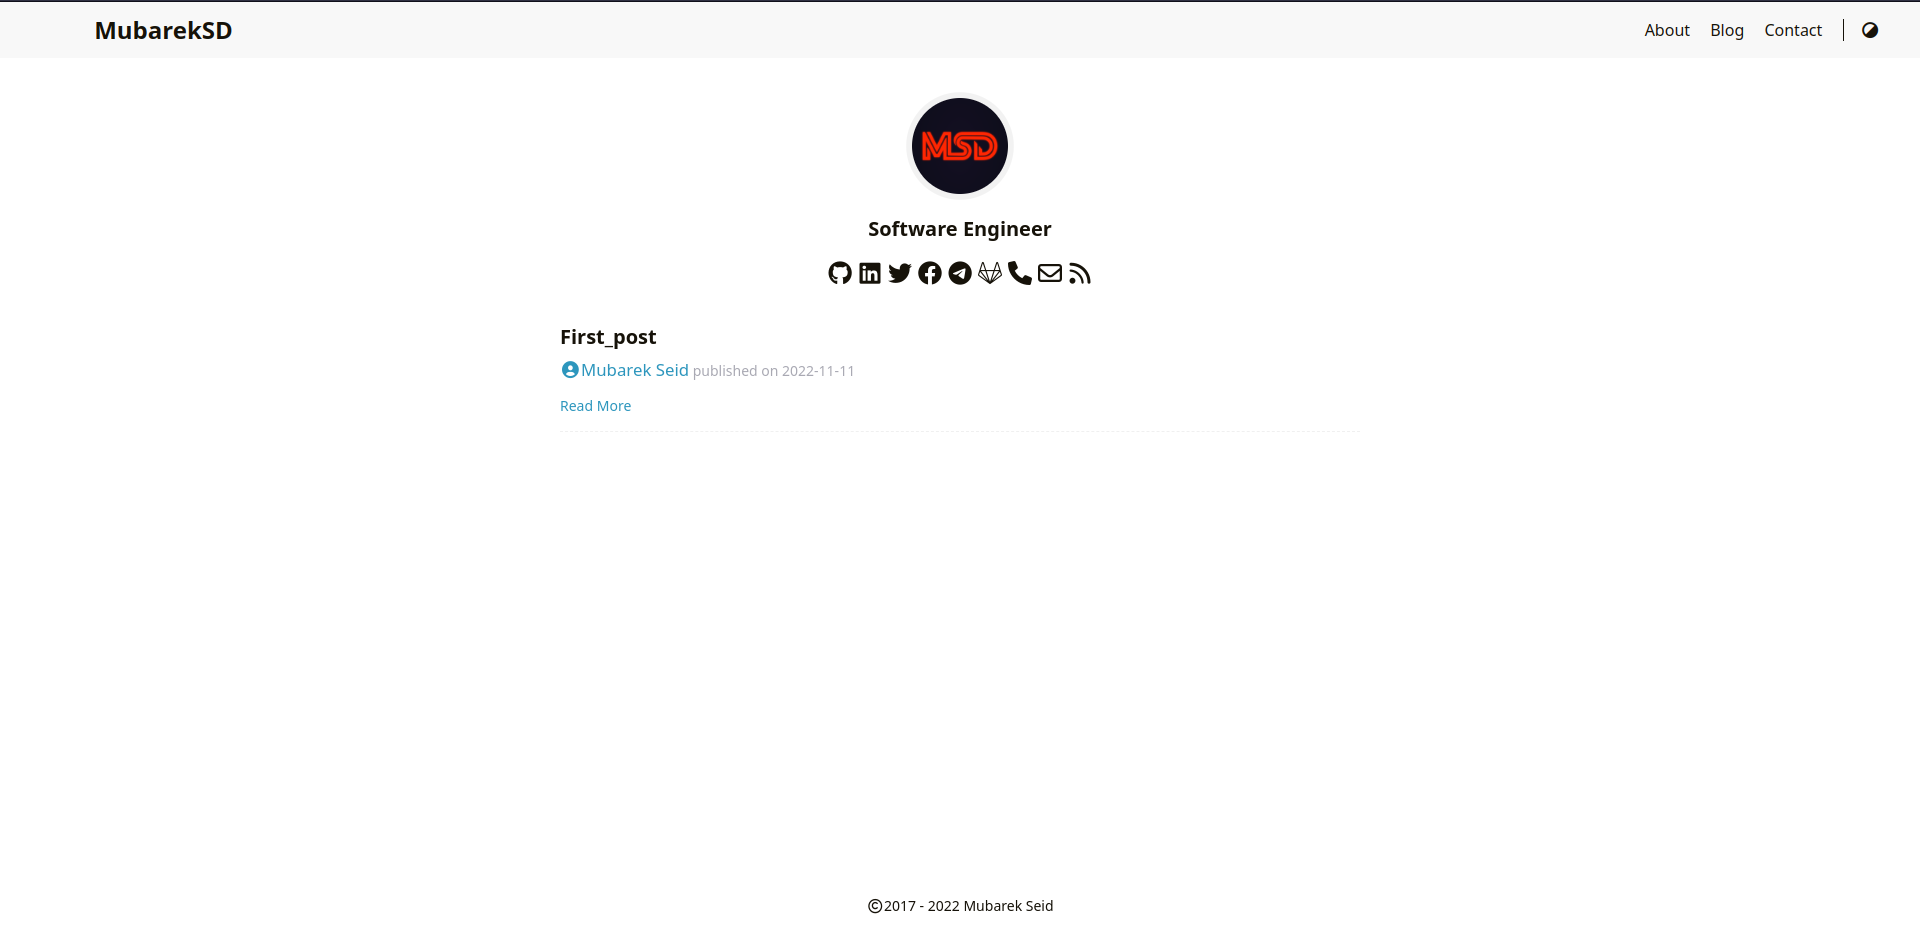 MubarekSD
About Blog Contact
MSD
Software Engineer
in
First_post
Mubarek Seid published on 2022-11-11
Read More
©2017 - 2022 Mubarek Seid